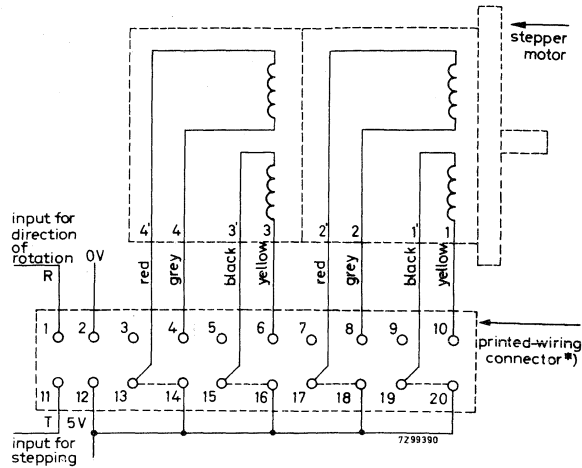 stepper
motor
4' 4 3' 3 2' 2 1' 1
red grey black yellow red grey black yellow
input for
direction
of
rotation
R
0V
1 2 3 4 5 6 7 8 9 10
printed-wiring
connector*)
11 12 13 14 15 16 17 18 19 20
T 5V
7Z99390
input for
stepping